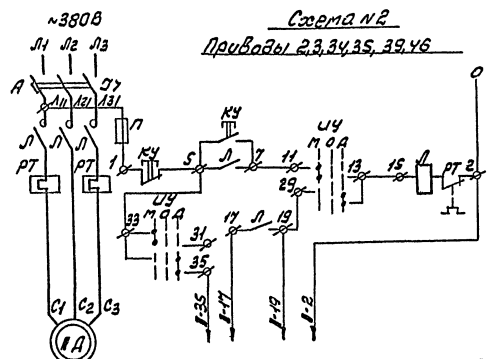 ~380В
Схема N2
Приводы 2,3,34,35, 39,46
Л1 Л2 Л3
О
А
Л11 Л21 Л31
П
КУ
Л Л Л
КУ
5
Л
7
11
ИУ
М О А
1
29
13
15
Л
РТ
2
РТ РТ
ИУ
М О А
33
31
17
Л
19
35
II-35
II-17
II-19
II-2
С1 С2 С3
Д